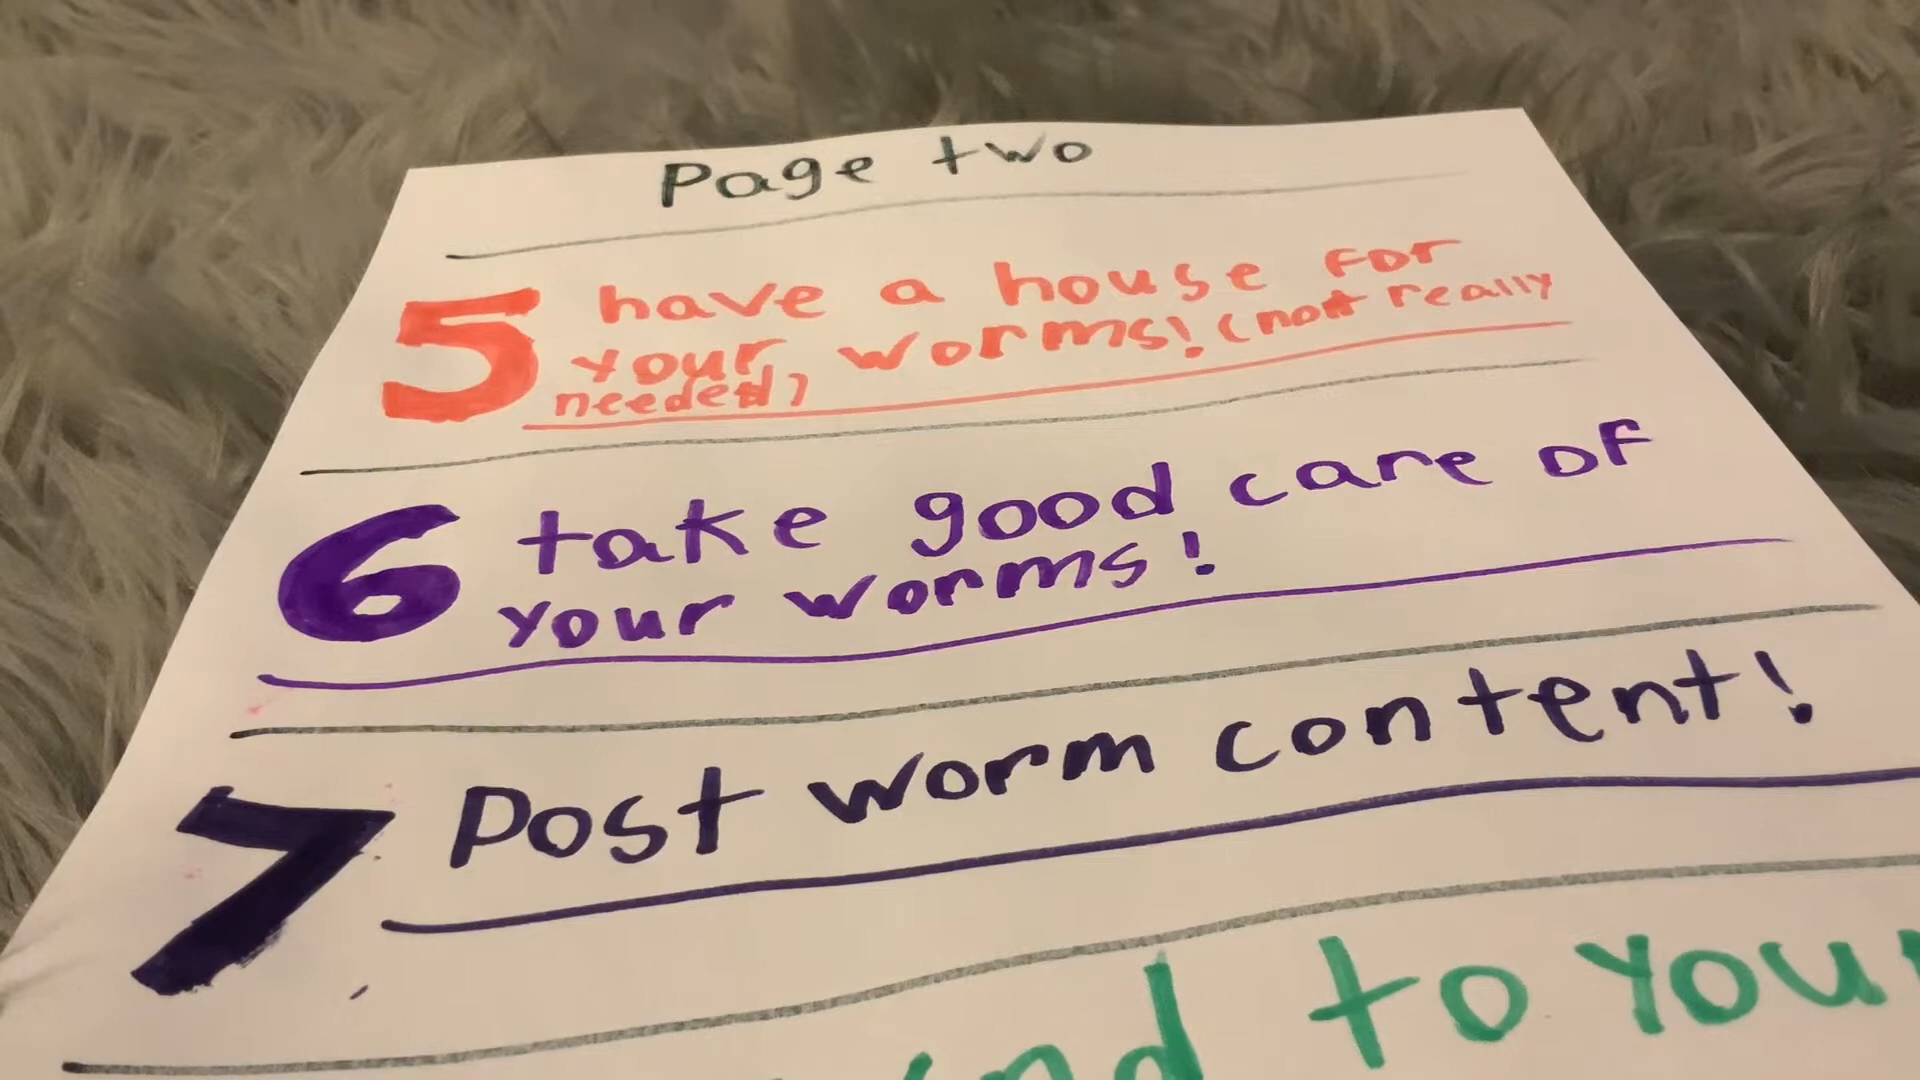 Page two
5 have a house for
your worms! (not really
needed)
6 take good care of
your worms!
7 Post worm content!
to your